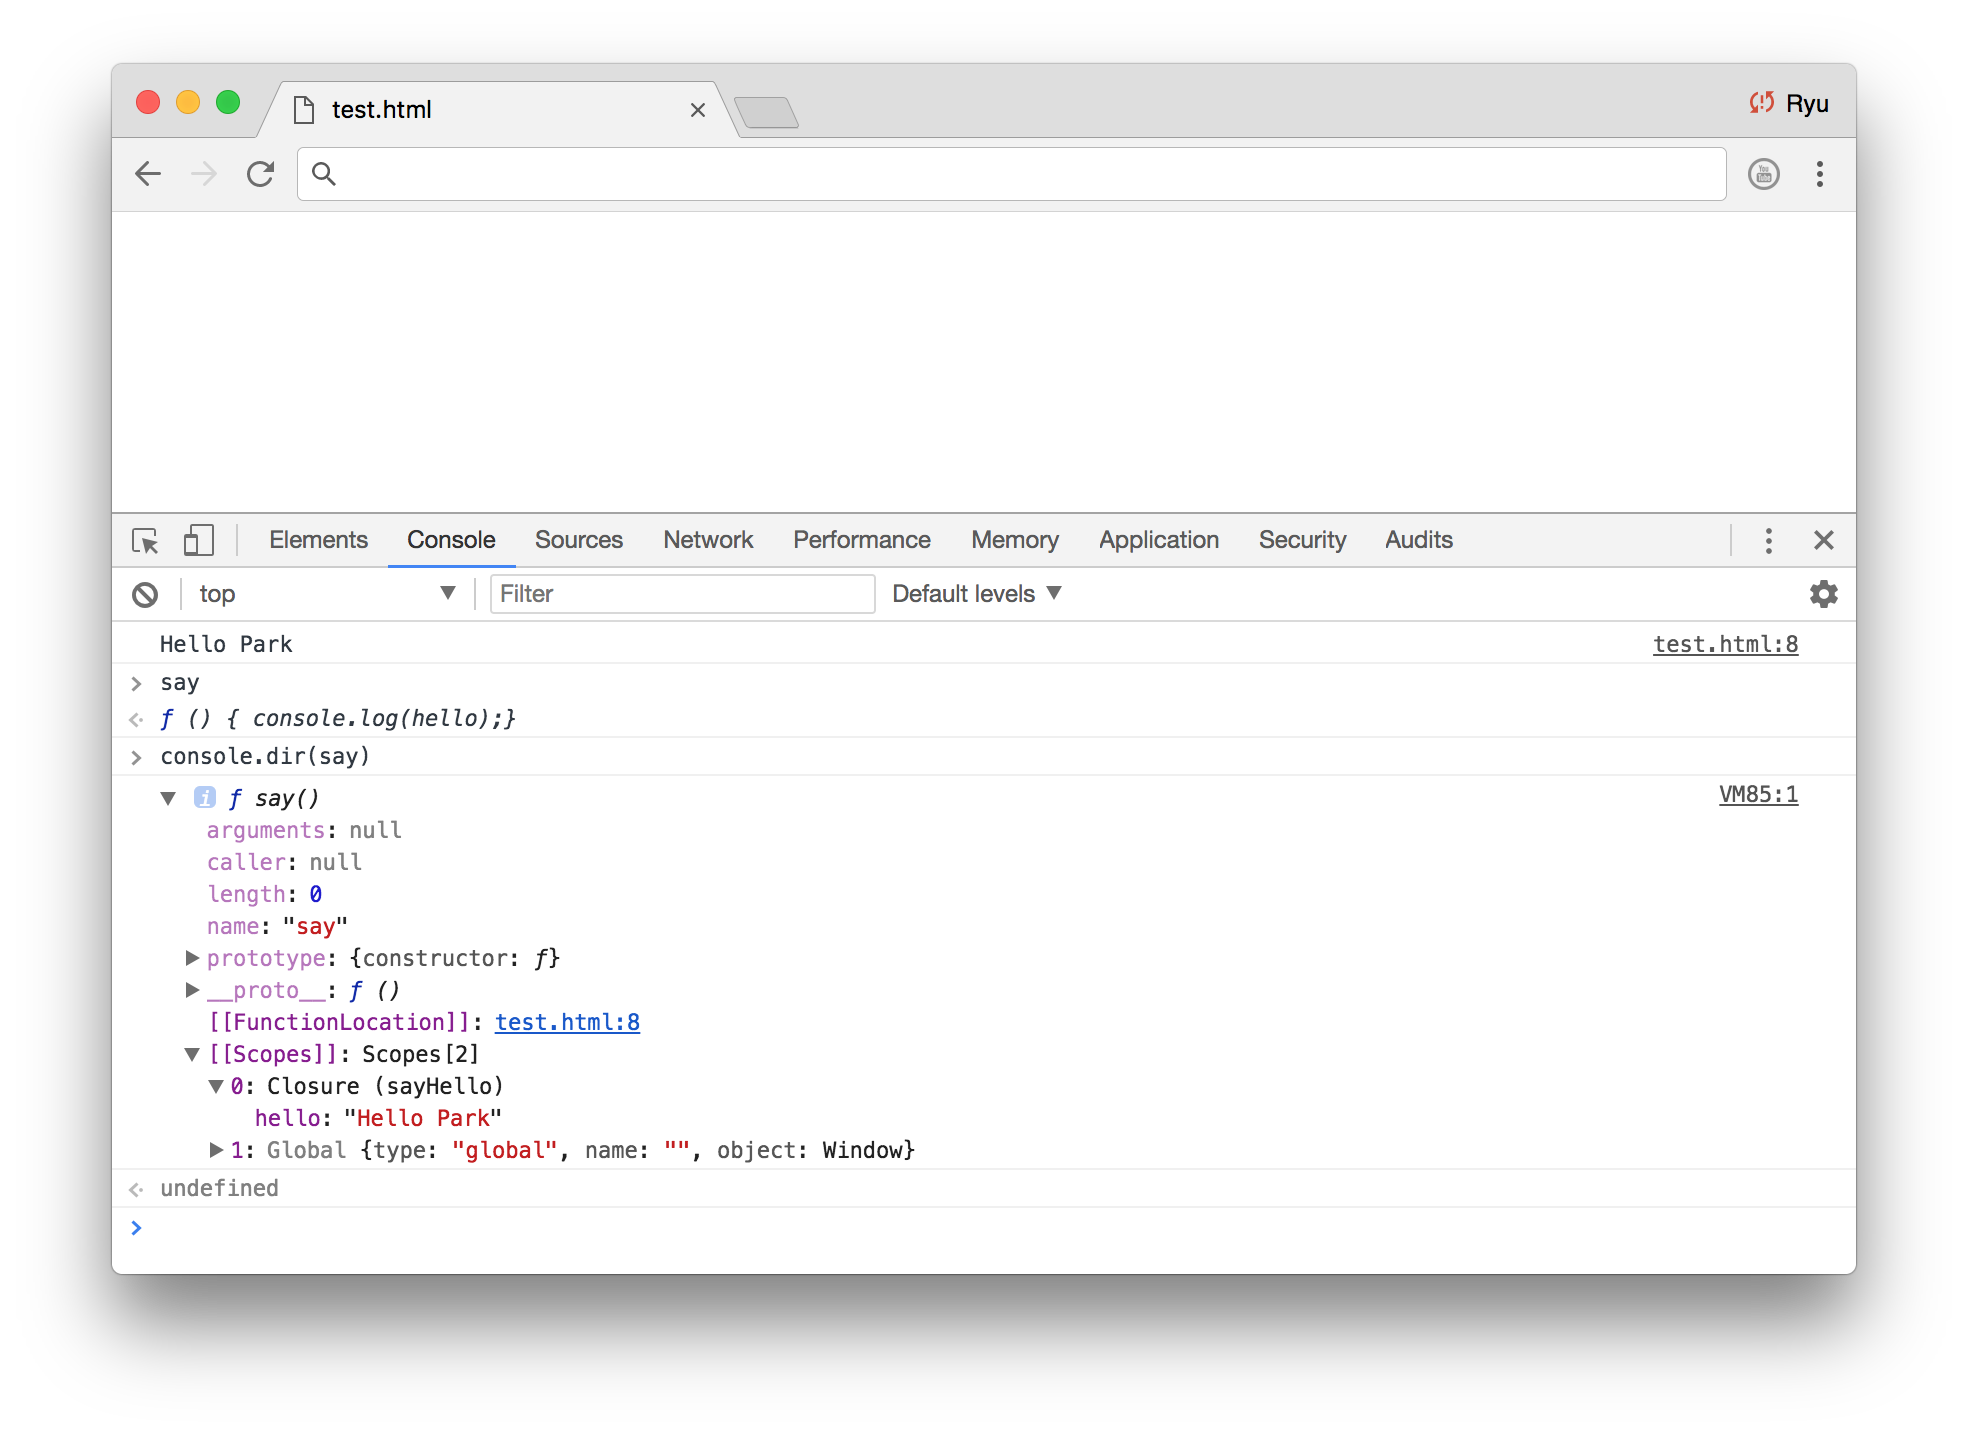 test.html
Ryu
You Tube
Elements Console Sources Network Performance Memory Application Security Audits
top Filter Default levels
Hello Park test.html:8
say
ƒ () { console.log(hello);}
console.dir(say)
i ƒ say() VM85:1
arguments: null
caller: null
length: 0
name: "say"
prototype: {constructor: ƒ}
__proto__: ƒ ()
[[FunctionLocation]]: test.html:8
[[Scopes]]: Scopes[2]
0: Closure (sayHello)
hello: "Hello Park"
1: Global {type: "global", name: "", object: Window}
undefined